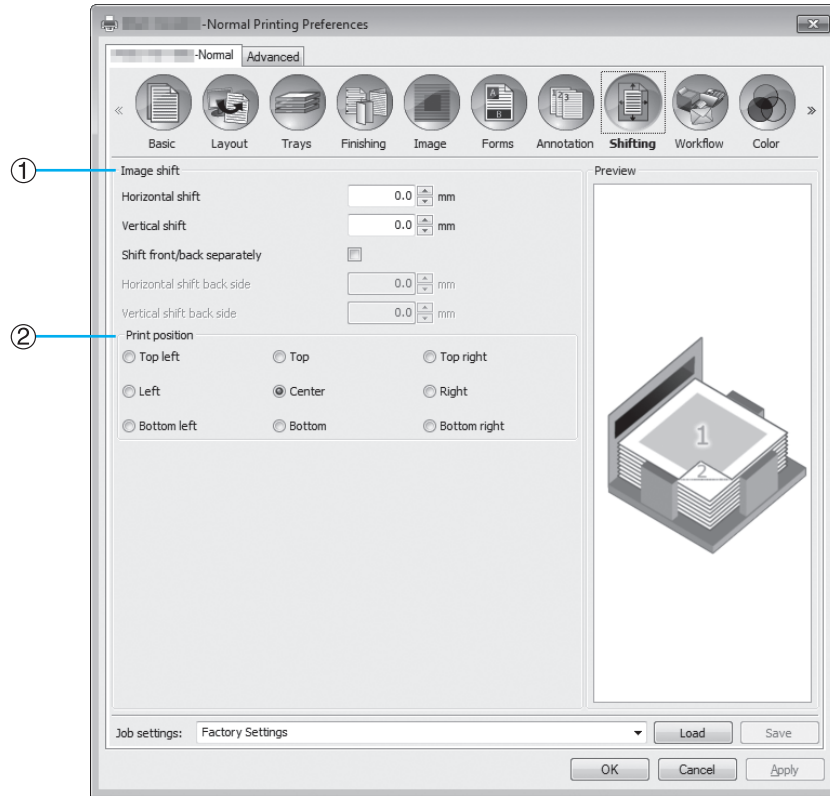 -Normal Printing Preferences
-Normal Advanced
Basic Layout Trays Finishing Image Forms Annotation Shifting Workflow Color
① Image shift
Preview
Horizontal shift 0.0 mm
Vertical shift 0.0 mm
Shift front/back separately
Horizontal shift back side 0.0 mm
Vertical shift back side 0.0 mm
② Print position
Top left Top Top right
Left Center Right
Bottom left Bottom Bottom right
1
2
Job settings: Factory Settings Load Save
OK Cancel Apply